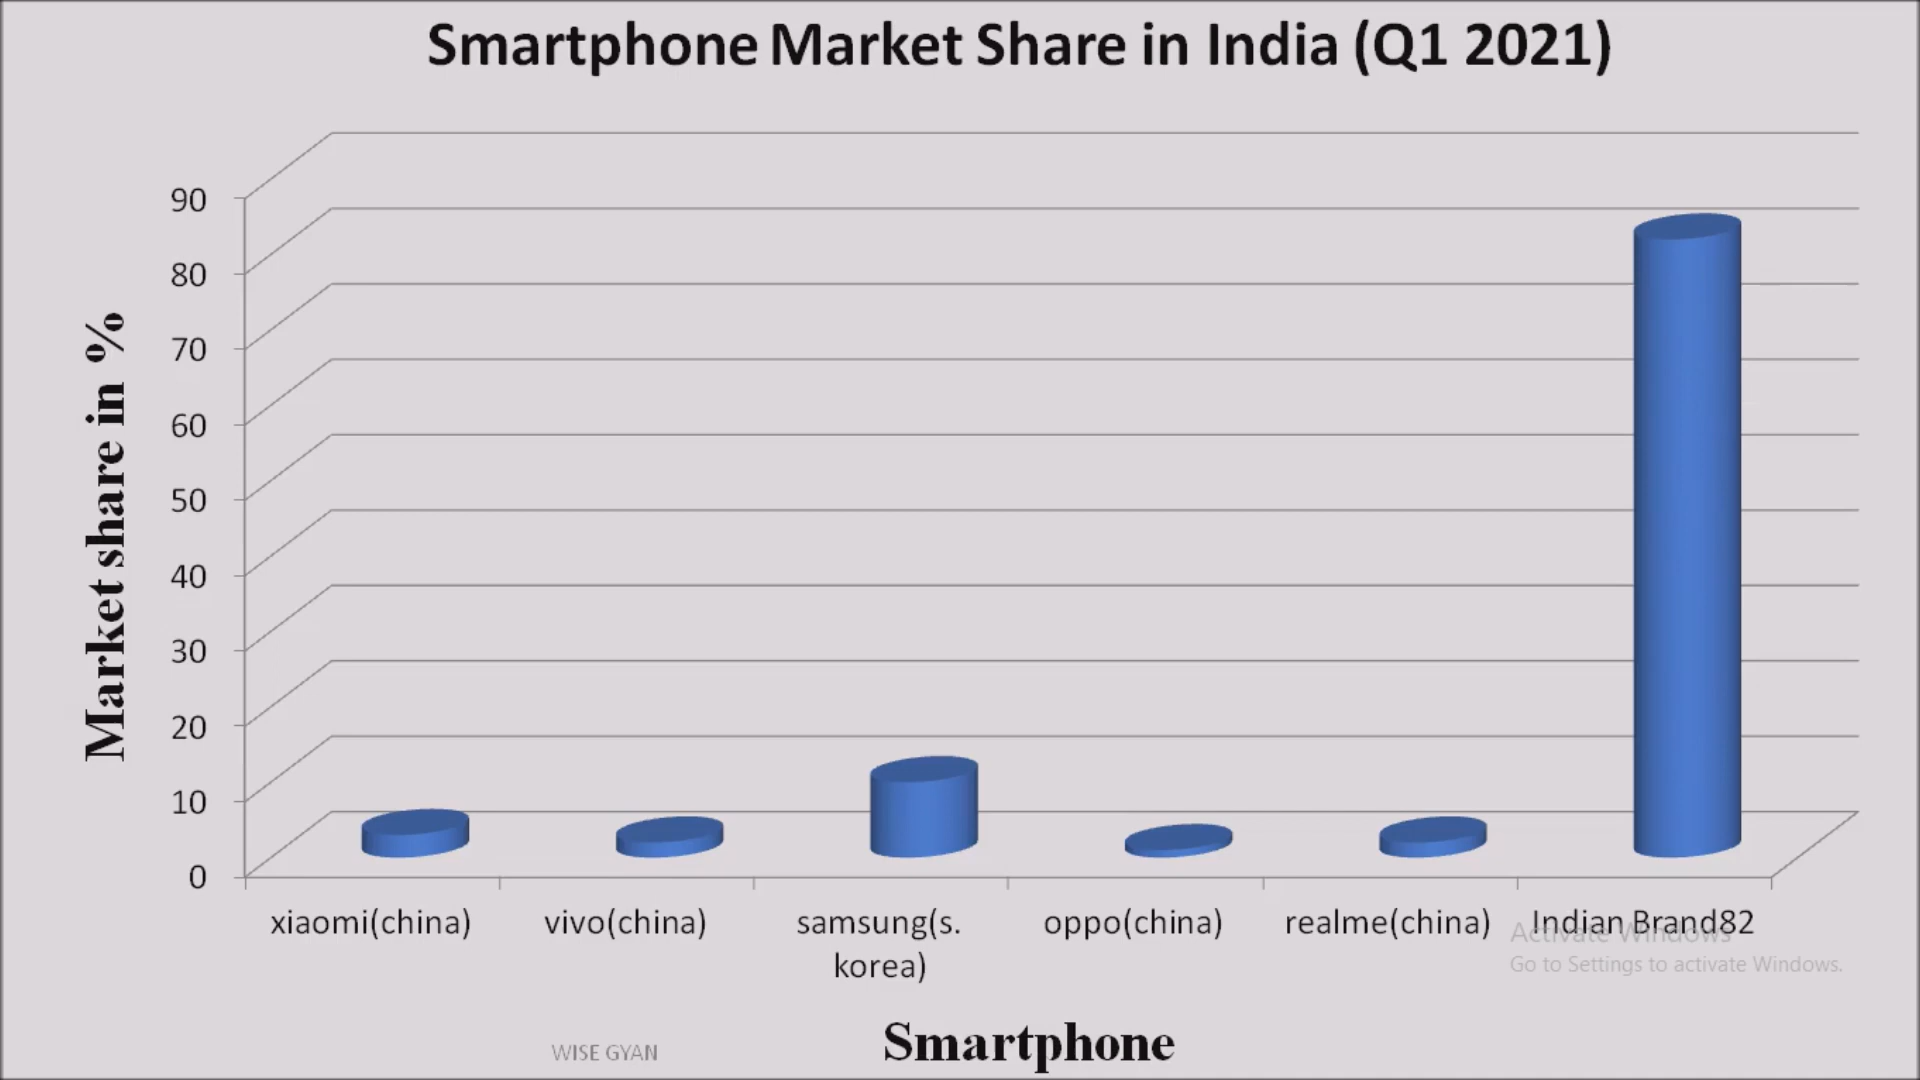 Smartphone Market Share in India (Q1 2021)
Market share in %
90
80
70
60
50
40
30
20
10
0
xiaomi(china)
vivo(china)
samsung(s.
korea)
oppo(china)
realme(china)
Indian Brand82
Activate Windows
Go to Settings to activate Windows.
Smartphone
WISE GYAN